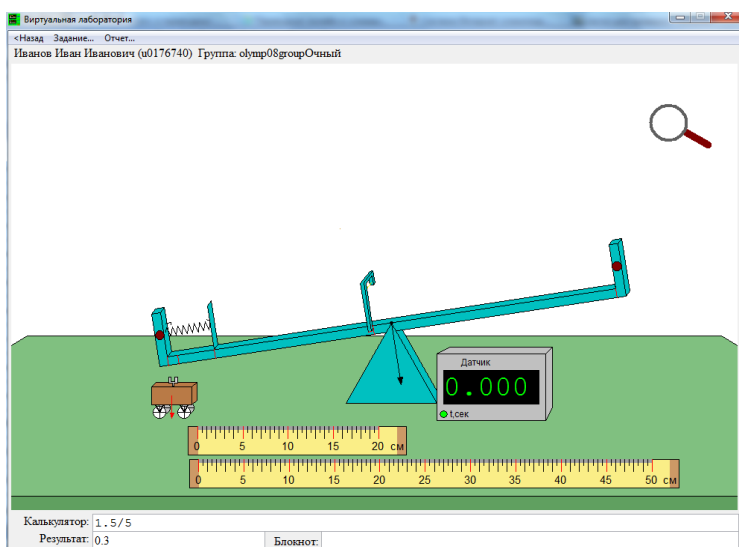 Виртуальная лаборатория
<Назад Задание... Отчет...
Иванов Иван Иванович (u0176740) Группа: olymp08groupОчный
Датчик
0.000
t,сек
0 5 10 15 20 см
0 5 10 15 20 25 30 35 40 45 50 см
Калькулятор: 1.5/5
Результат: 0.3 Блокнот: